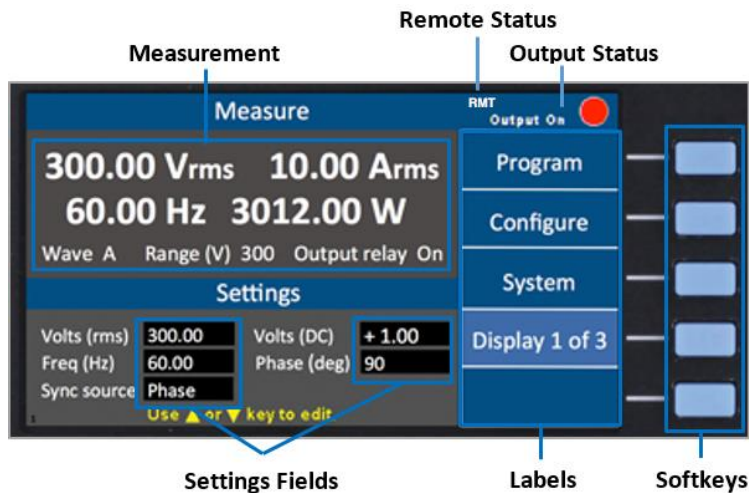 Remote Status
Measurement Output Status
Measure RMT Output On
300.00 Vrms 10.00 Arms Program
60.00 Hz 3012.00 W Configure
Wave A Range (V) 300 Output relay On
Settings System
Volts (rms) 300.00 Volts (DC) + 1.00 Display 1 of 3
Freq (Hz) 60.00 Phase (deg) 90
Sync source Phase
1 Use ▲ or ▼ key to edit
Settings Fields Labels Softkeys